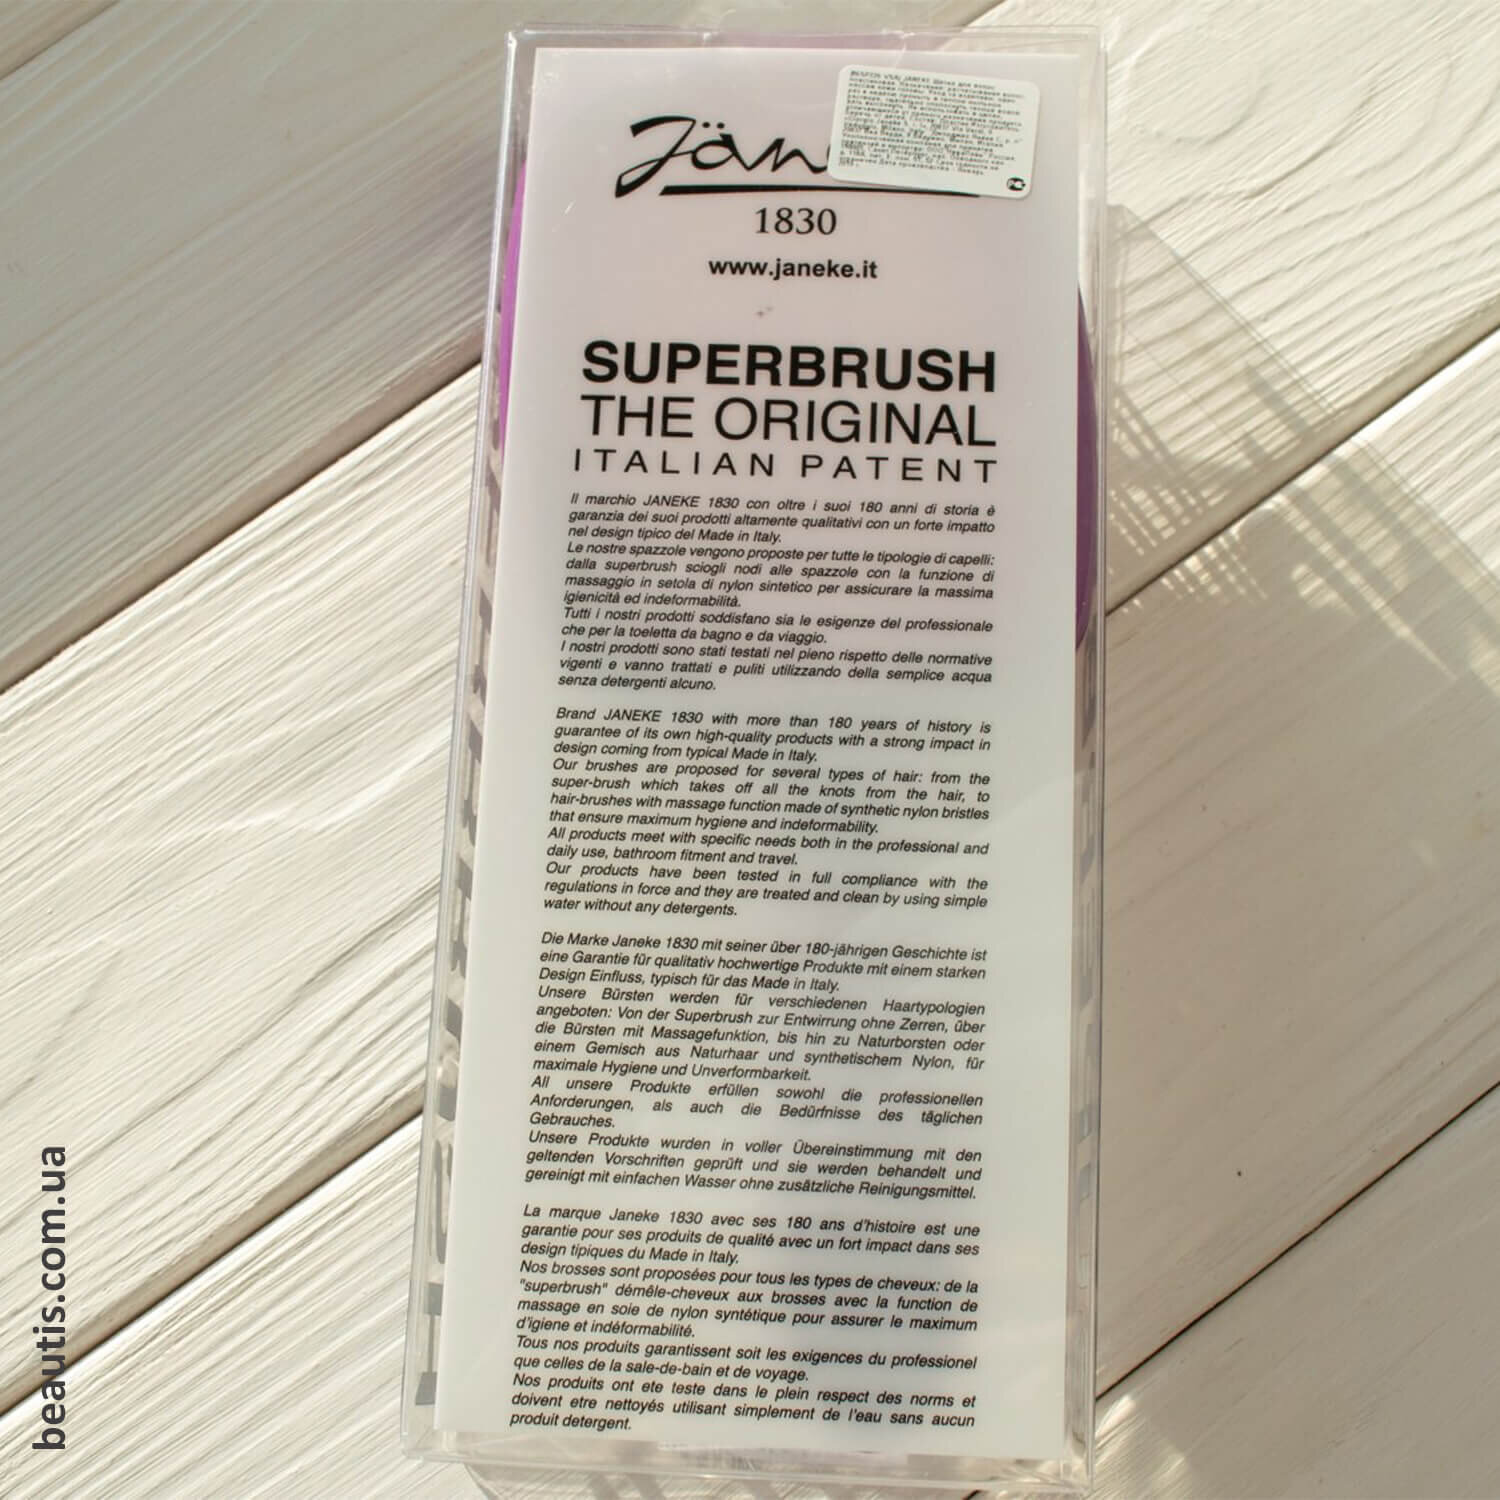 Jän
1830
www.janeke.it
SUPERBRUSH
THE ORIGINAL
ITALIAN PATENT
Il marchio JANEKE 1830 con oltre i suoi 180 anni di storia è
garanzia dei suoi prodotti altamente qualitativi con un forte impatto
nel design tipico del Made in Italy.
Le nostre spazzole vengono proposte per tutte le tipologie di capelli:
dalla superbrush sciogli nodi alle spazzole con la funzione di
massaggio in setola di nylon sintetico per assicurare la massima
igienicità ed indeformabilità.
Tutti i nostri prodotti soddisfano sia le esigenze del professionale
che per la toeletta da bagno e da viaggio.
I nostri prodotti sono stati testati nel pieno rispetto delle normative
vigenti e vanno trattati e puliti utilizzando della semplice acqua
senza detergenti alcuno.
Brand JANEKE 1830 with more than 180 years of history is
guarantee of its own high-quality products with a strong impact in
design coming from typical Made in Italy.
Our brushes are proposed for several types of hair: from the
super-brush which takes off all the knots from the hair, to
hair-brushes with massage function made of synthetic nylon bristles
that ensure maximum hygiene and indeformability.
All products meet with specific needs both in the professional and
daily use, bathroom fitment and travel.
Our products have been tested in full compliance with the
regulations in force and they are treated and clean by using simple
water without any detergents.
Die Marke Janeke 1830 mit seiner über 180-jährigen Geschichte ist
eine Garantie für qualitativ hochwertige Produkte mit einem starken
Design Einfluss, typisch für das Made in Italy.
Unsere Bürsten werden für verschiedenen Haartypologien
angeboten: Von der Superbrush zur Entwirrung ohne Zerren, über
die Bürsten mit Massagefunktion, bis hin zu Naturborsten oder
einem Gemisch aus Naturhaar und synthetischem Nylon, für
maximale Hygiene und Unverformbarkeit.
All unsere Produkte erfüllen sowohl die professionellen
Anforderungen, als auch die Bedürfnisse des täglichen
Gebrauches.
Unsere Produkte wurden in voller Übereinstimmung mit den
geltenden Vorschriften geprüft und sie werden behandelt und
gereinigt mit einfachen Wasser ohne zusätzliche Reinigungsmittel.
La marque Janeke 1830 avec ses 180 ans d'histoire est une
garantie pour ses produits de qualité avec un fort impact dans ses
design tipiques du Made in Italy.
Nos brosses sont proposées pour tous les types de cheveux: de la
"superbrush" démêle-cheveux aux brosses avec la function de
massage en soie de nylon syntétique pour assurer le maximum
d'igiene et indéformabilité.
Tous nos produits garantissent soit les exigences du professionel
que celles de la sale-de-bain et de voyage.
Nos produits ont ete teste dans le plein respect des norms et
doivent etre nettoyés utilisant simplement de l'eau sans aucun
produit detergent.
beautis.com.ua